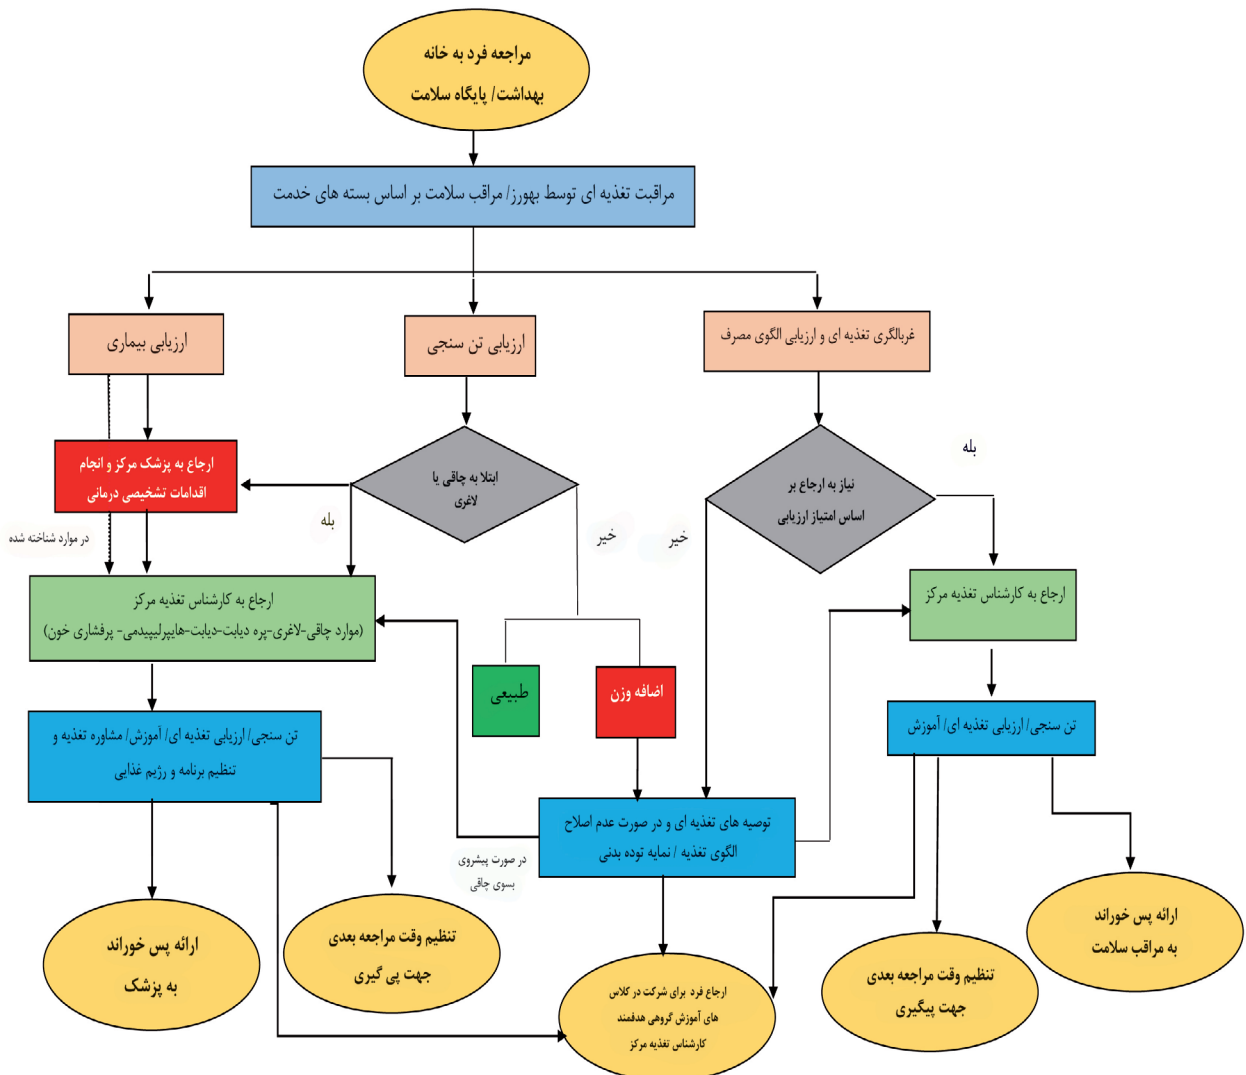 مراجعه فرد به خانه
بهداشت/ پایگاه سلامت
مراقبت تغذیه ای توسط بهورز/ مراقب سلامت بر اساس بسته های خدمت
غربالگری تغذیه ای و ارزیابی الگوی مصرف
ارزیابی تن سنجی
ارزیابی بیماری
نیاز به ارجاع بر
اساس امتیاز ارزیابی
بله
خیر
ابتلا به چاقی یا
لاغری
خیر
بله
ارجاع به پزشک مرکز و انجام
اقدامات تشخیصی درمانی
در موارد شناخته شده
ارجاع به کارشناس تغذیه مرکز
ارجاع به کارشناس تغذیه مرکز
(موارد چاقی-لاغری-پره دیابت-دیابت-هایپرلیپیدمی- پرفشاری خون)
اضافه وزن
طبیعی
تن سنجی/ ارزیابی تغذیه ای/ آموزش
تن سنجی/ ارزیابی تغذیه ای/ آموزش/ مشاوره تغذیه و
تنظیم برنامه و رژیم غذایی
توصیه های تغذیه ای و در صورت عدم اصلاح
الگوی تغذیه / نمایه توده بدنی
در صورت پیشروی
بسوی چاقی
ارائه پس خوراند
به مراقب سلامت
تنظیم وقت مراجعه بعدی
جهت پیگیری
ارجاع فرد برای شرکت در کلاس
های آموزش گروهی هدفمند
کارشناس تغذیه مرکز
تنظیم وقت مراجعه بعدی
جهت پی گیری
ارائه پس خوراند
به پزشک